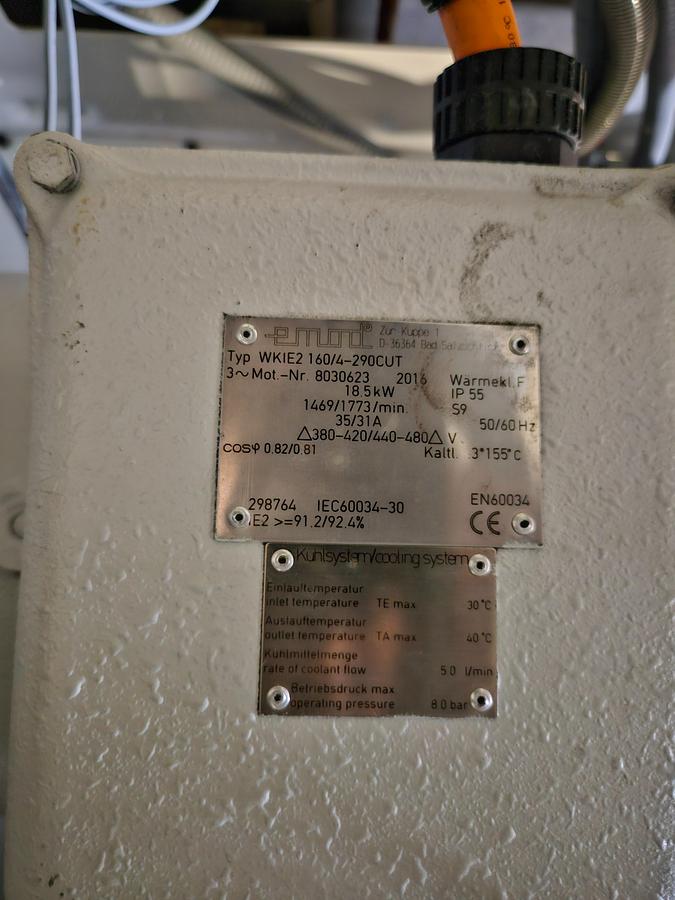 emod®
Zur Kuppe 1
D-36364 Bad Salzschlirf
Typ WKIE2 160/4-290CUT
3~Mot.-Nr. 8030623 2016 Wärmekl.F
18.5kW IP 55
1469/1773/min. S9
35/31A 50/60Hz
△380-420/440-480△ V
cosφ 0.82/0.81 Kaltl. 3*155°C
298764 IEC60034-30 EN60034
IE2 >=91.2/92.4% CE
Kühlsystem/cooling system
Einlauftemperatur
inlet temperature TE max 30°C
Auslauftemperatur
outlet temperature TA max 40°C
Kühlmittelmenge
rate of coolant flow 5.0 l/min
Betriebsdruck max
operating pressure 8.0 bar